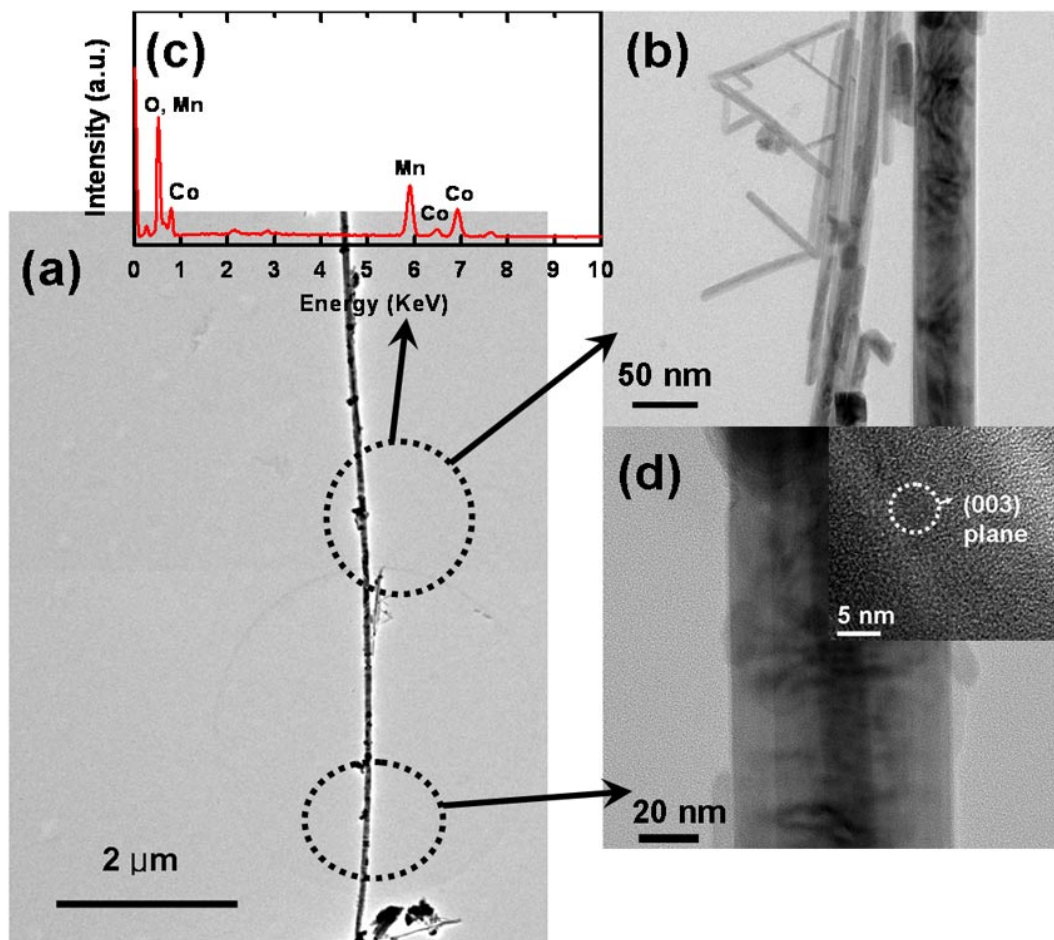 (c)
Intensity (a.u.)
O, Mn
Co
Mn
Co
Co
0 1 2 3 4 5 6 7 8 9 10
Energy (KeV)
(a)
2 μm
(b)
50 nm
(d)
(003)
plane
5 nm
20 nm